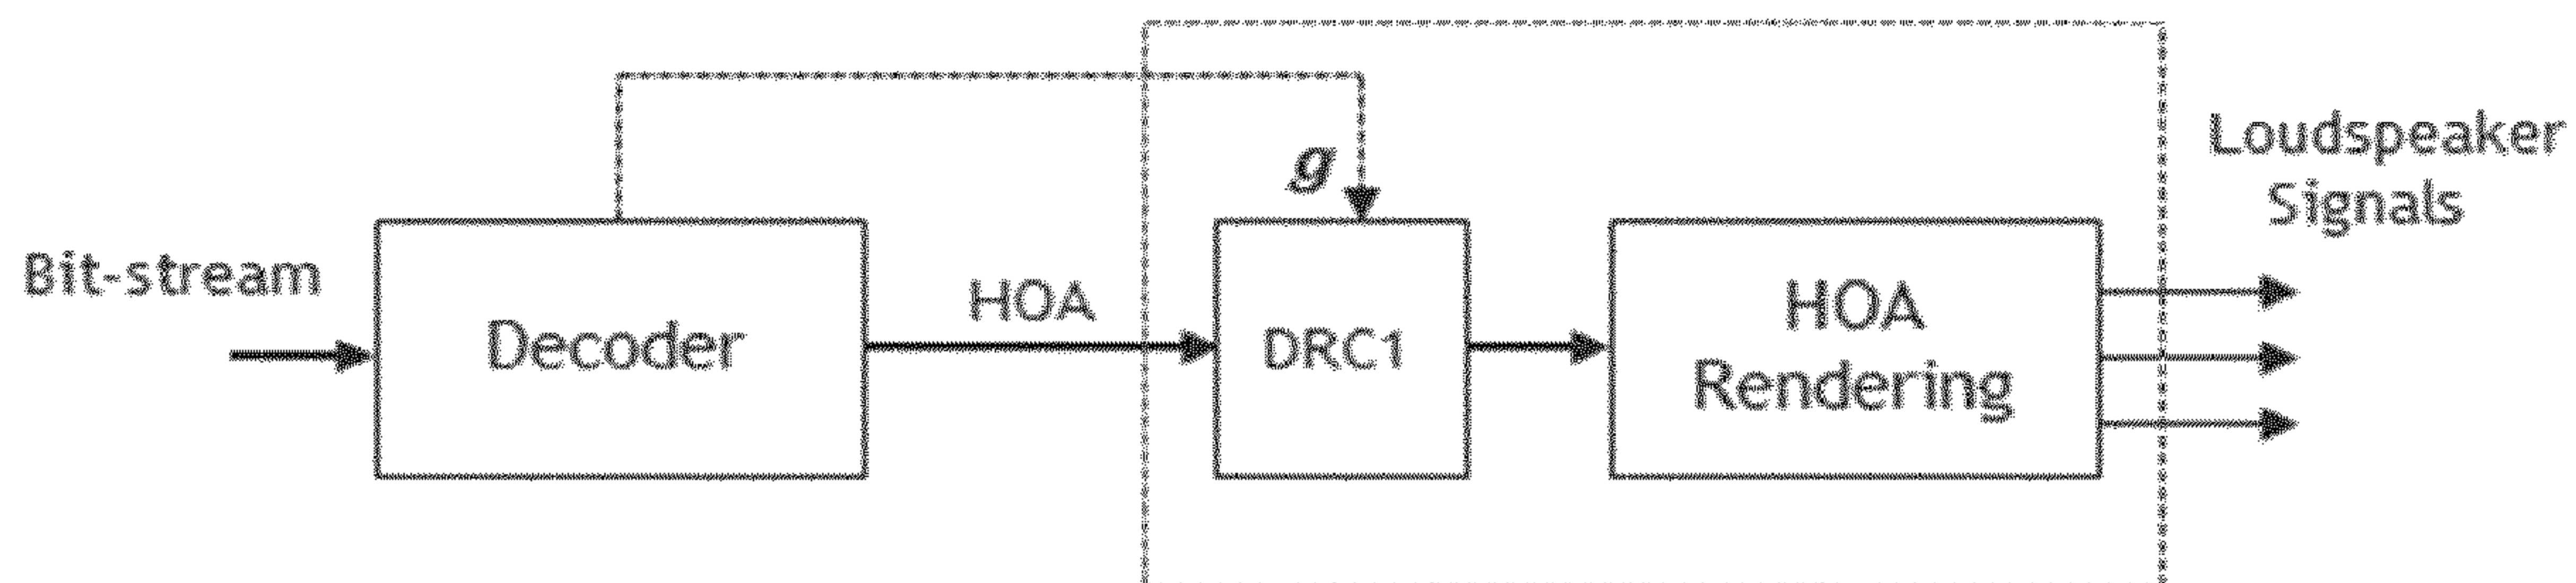 Bit-stream
Decoder
HOA
g
DRC1
HOA
Rendering
Loudspeaker
Signals